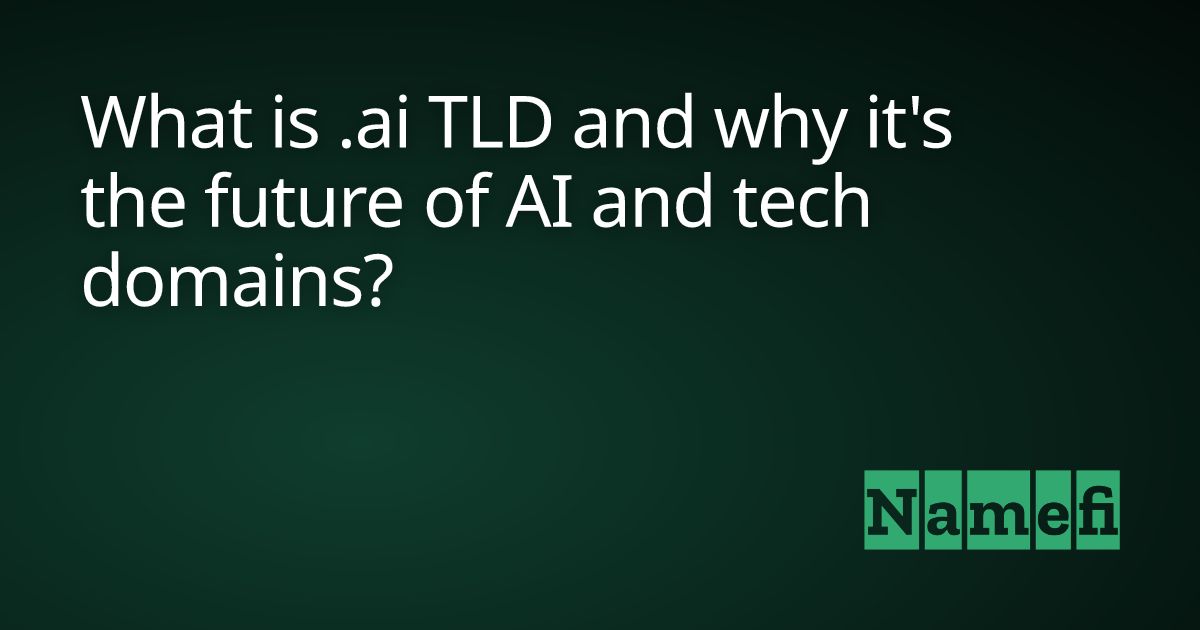 What is .ai TLD and why it's
the future of AI and tech
domains?
Namefi